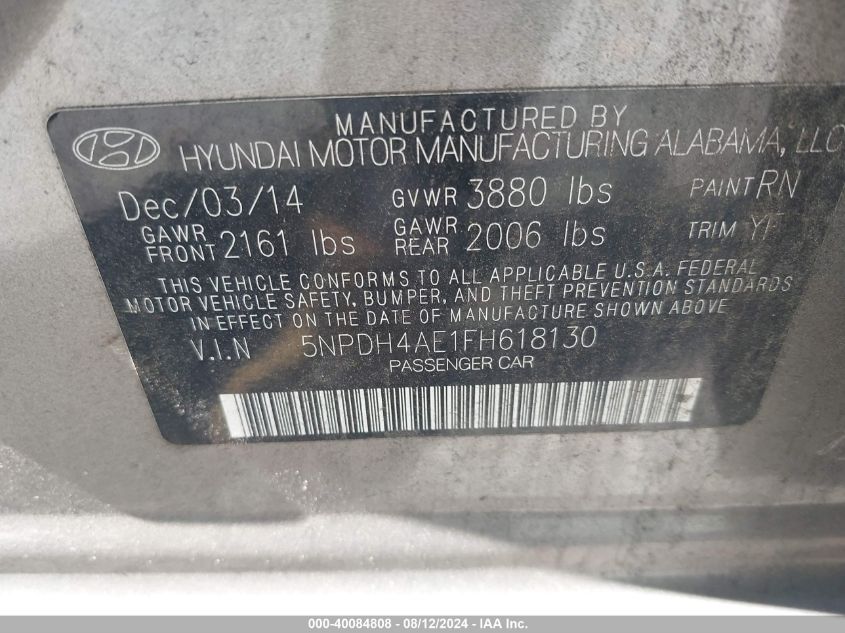 MANUFACTURED BY
HYUNDAI MOTOR MANUFACTURING ALABAMA, LLC
Dec/03/14 GVWR 3880 lbs PAINT RN
GAWR FRONT 2161 lbs GAWR REAR 2006 lbs TRIM
THIS VEHICLE CONFORMS TO ALL APPLICABLE U.S.A. FEDERAL
MOTOR VEHICLE SAFETY, BUMPER, AND THEFT PREVENTION STANDARDS
IN EFFECT ON THE DATE OF MANUFACTURE SHOWN ABOVE
V.I.N 5NPDH4AE1FH618130
PASSENGER CAR
000-40084808 - 08/12/2024 - IAA Inc.